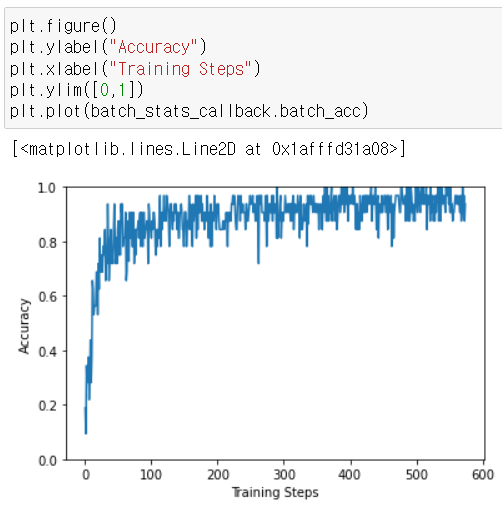 plt.figure()
plt.ylabel("Accuracy")
plt.xlabel("Training Steps")
plt.ylim([0,1])
plt.plot(batch_stats_callback.batch_acc)
[<matplotlib.lines.Line2D at 0x1afffd31a08>]
1.0
0.8
0.6
0.4
0.2
0.0
Accuracy
0 100 200 300 400 500 600
Training Steps